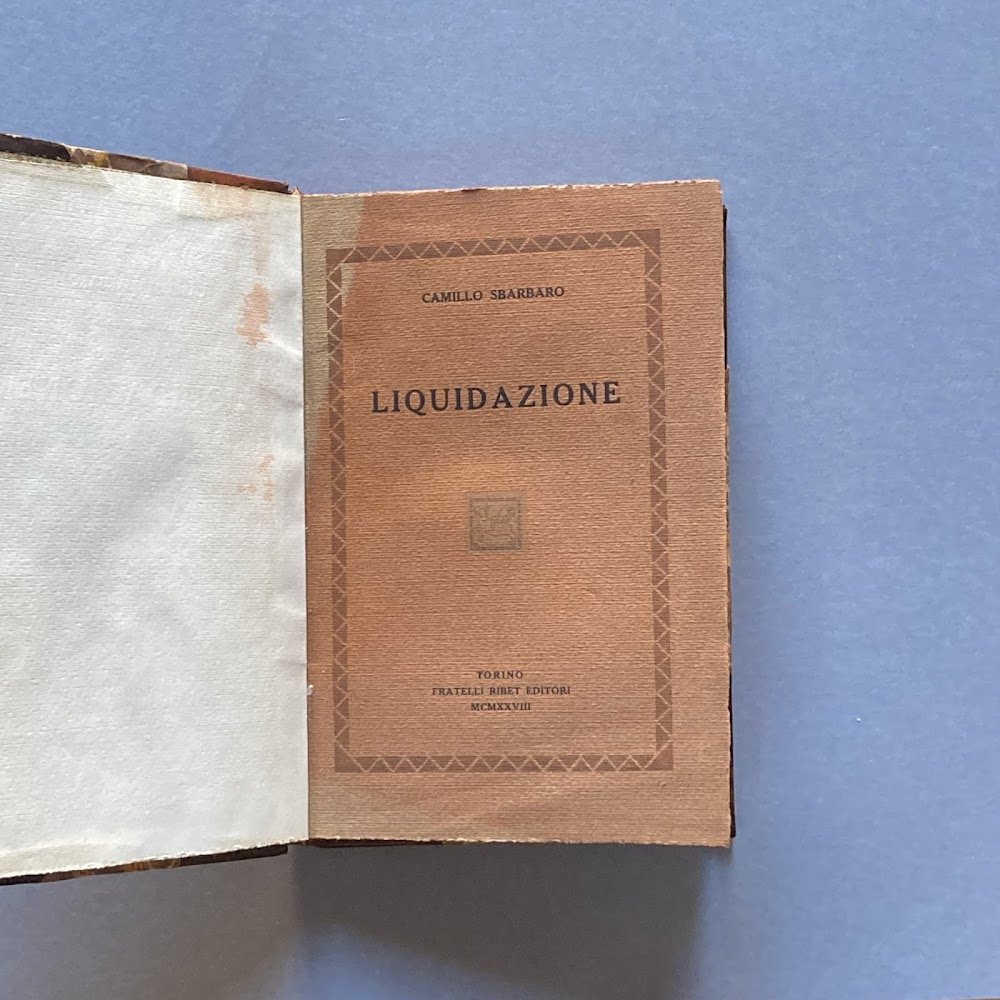 CAMILLO SBARBARO
LIQUIDAZIONE
TORINO
FRATELLI RIBET EDITORI
MCMXXVIII